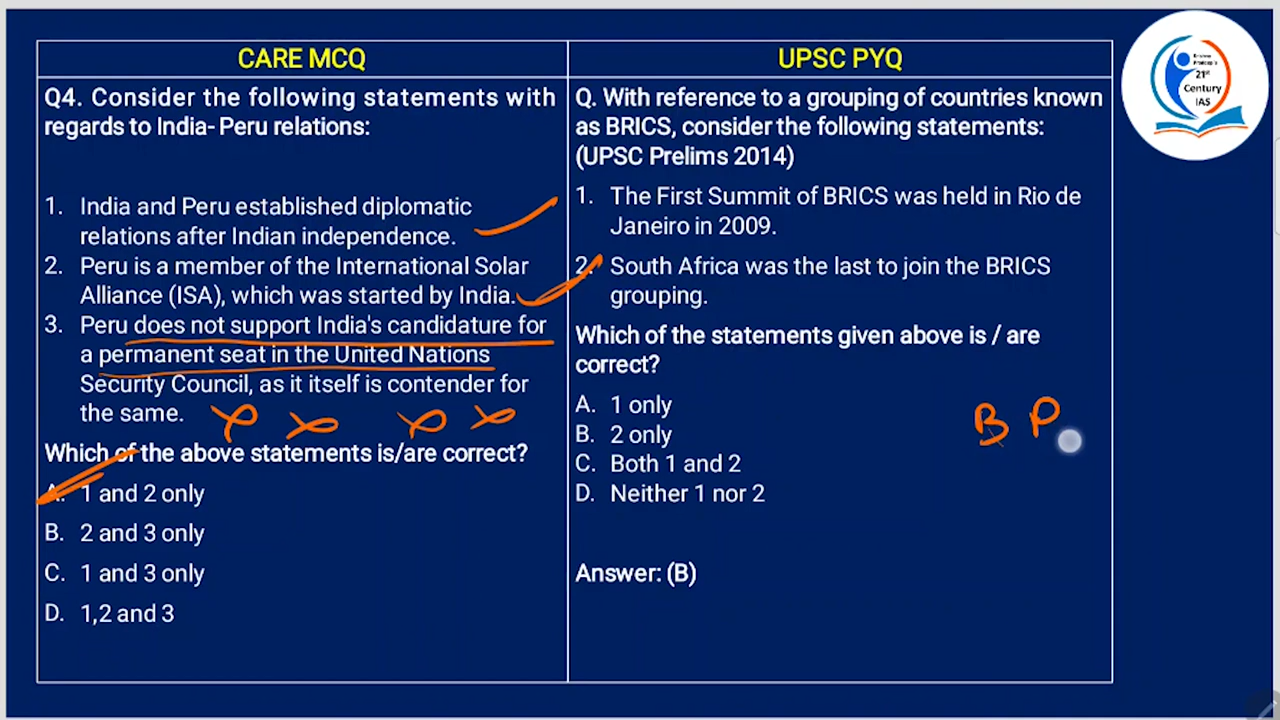 CARE MCQ
Q4. Consider the following statements with
regards to India- Peru relations:
1. India and Peru established diplomatic
relations after Indian independence.
2. Peru is a member of the International Solar
Alliance (ISA), which was started by India.
3. Peru does not support India's candidature for
a permanent seat in the United Nations
Security Council, as it itself is contender for
the same.
Which of the above statements is/are correct?
A. 1 and 2 only
B. 2 and 3 only
C. 1 and 3 only
D. 1,2 and 3
UPSC PYQ
Q. With reference to a grouping of countries known
as BRICS, consider the following statements:
(UPSC Prelims 2014)
1. The First Summit of BRICS was held in Rio de
Janeiro in 2009.
2. South Africa was the last to join the BRICS
grouping.
Which of the statements given above is / are
correct?
A. 1 only
B. 2 only
C. Both 1 and 2
D. Neither 1 nor 2
Answer: (B)
B P
21st
Century
IAS